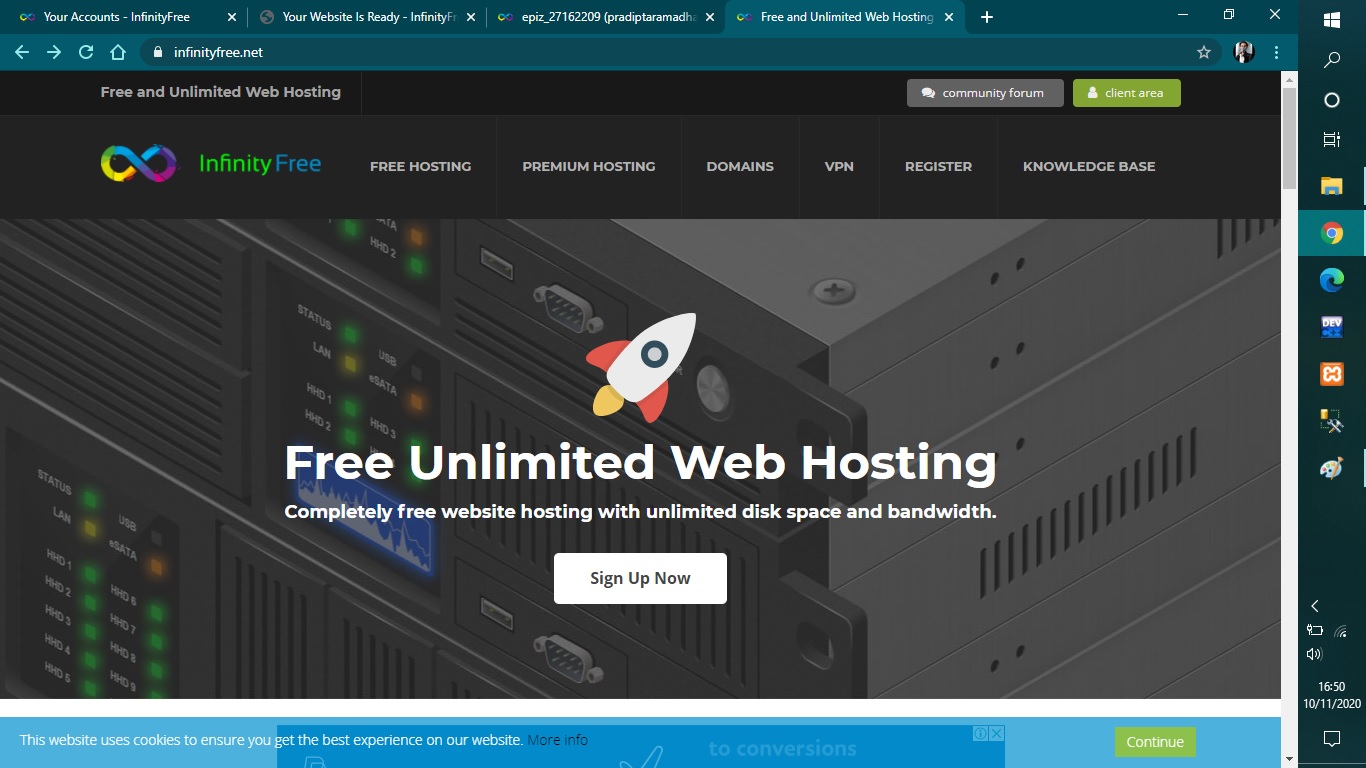 Your Accounts - InfinityFree
Your Website Is Ready - InfinityFr
epiz_27162209 (pradiptaramadha
Free and Unlimited Web Hosting
infinityfree.net
Free and Unlimited Web Hosting
community forum
client area
InfinityFree
FREE HOSTING
PREMIUM HOSTING
DOMAINS
VPN
REGISTER
KNOWLEDGE BASE
eSATA
HHD 2
STATUS
LAN
USB
eSATA
HHD 1
HHD 2
HHD 3
STATUS
LAN
USB
eSATA
HHD 1
HHD 2
HHD 3
HHD 4
HHD 5
HHD 6
HHD 7
HHD 8
HHD 9
Free Unlimited Web Hosting
Completely free website hosting with unlimited disk space and bandwidth.
Sign Up Now
This website uses cookies to ensure you get the best experience on our website. More info
to conversions
Continue
DEV
16:50
10/11/2020